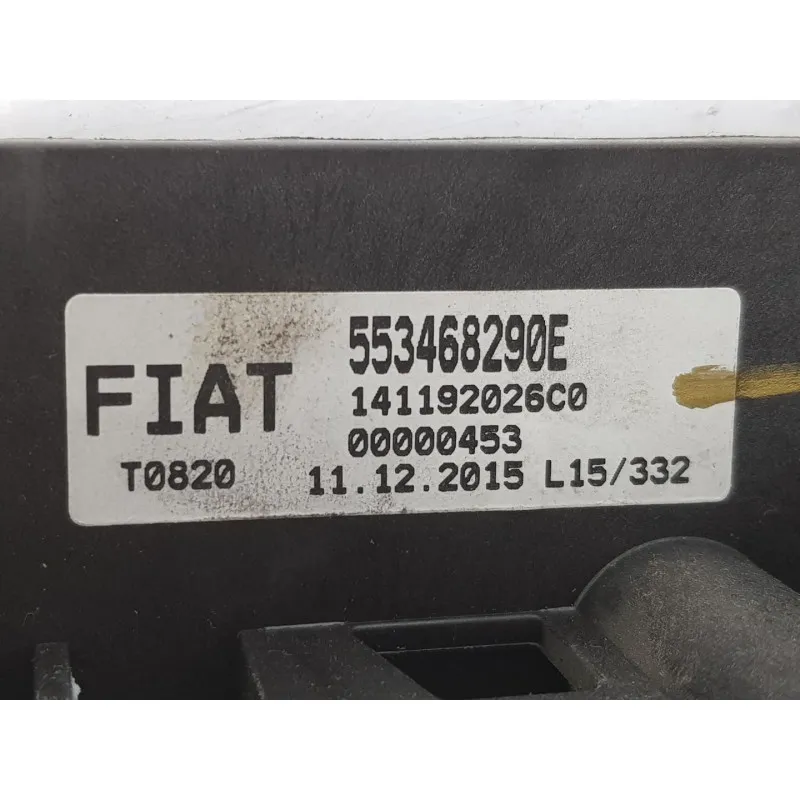 FIAT
553468290E
141192026C0
00000453
T0820 11.12.2015 L15/332